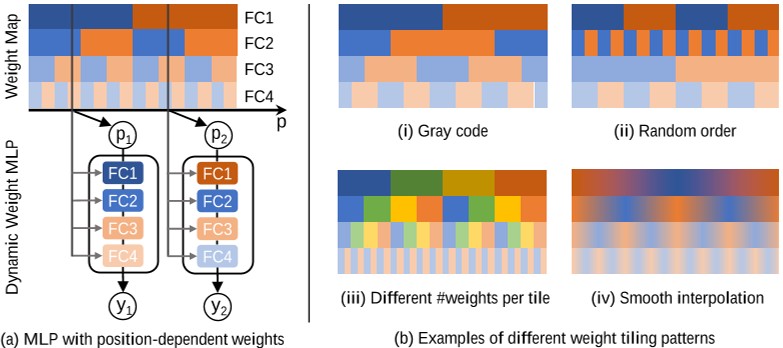 Weight Map
FC1
FC2
FC3
FC4
p
Dynamic Weight MLP
p1
p2
FC1
FC1
FC2
FC2
FC3
FC3
FC4
FC4
y1
y2
(a) MLP with position-dependent weights
(i) Gray code
(ii) Random order
(iii) Different #weights per tile
(iv) Smooth interpolation
(b) Examples of different weight tiling patterns